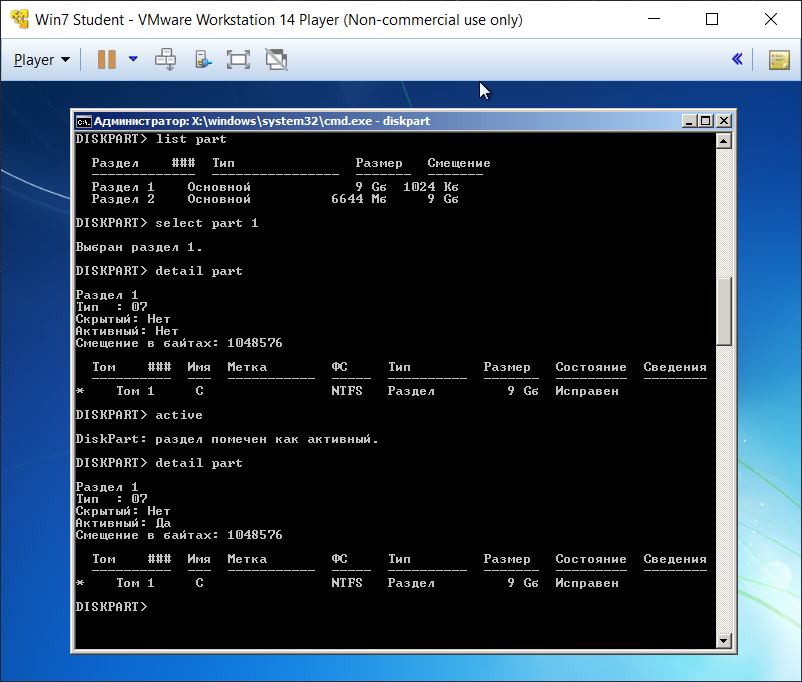 Win7 Student - VMware Workstation 14 Player (Non-commercial use only)
Player
Администратор: X:\windows\system32\cmd.exe - diskpart
DISKPART> list part
Раздел ### Тип Размер Смещение
------------- ---------------- ------- --------
Раздел 1 Основной 9 Gб 1024 Кб
Раздел 2 Основной 6644 Mб 9 Gб
DISKPART> select part 1
Выбран раздел 1.
DISKPART> detail part
Раздел 1
Тип : 07
Скрытый: Нет
Активный: Нет
Смещение в байтах: 1048576
Том ### Имя Метка ФС Тип Размер Состояние Сведения
---------- --- ----------- ----- ---------- ------- --------- --------
* Том 1 C NTFS Раздел 9 Gб Исправен
DISKPART> active
DiskPart: раздел помечен как активный.
DISKPART> detail part
Раздел 1
Тип : 07
Скрытый: Нет
Активный: Да
Смещение в байтах: 1048576
Том ### Имя Метка ФС Тип Размер Состояние Сведения
---------- --- ----------- ----- ---------- ------- --------- --------
* Том 1 C NTFS Раздел 9 Gб Исправен
DISKPART>